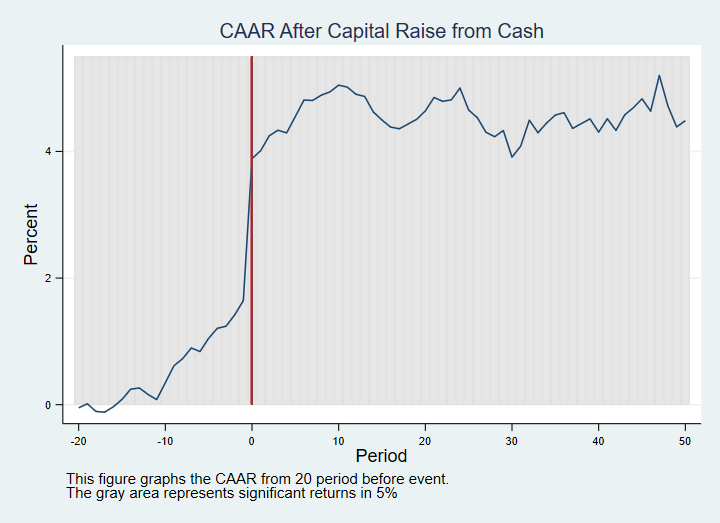 CAAR After Capital Raise from Cash
Percent
4
2
0
-20 -10 0 10 20 30 40 50
Period
This figure graphs the CAAR from 20 period before event.
The gray area represents significant returns in 5%